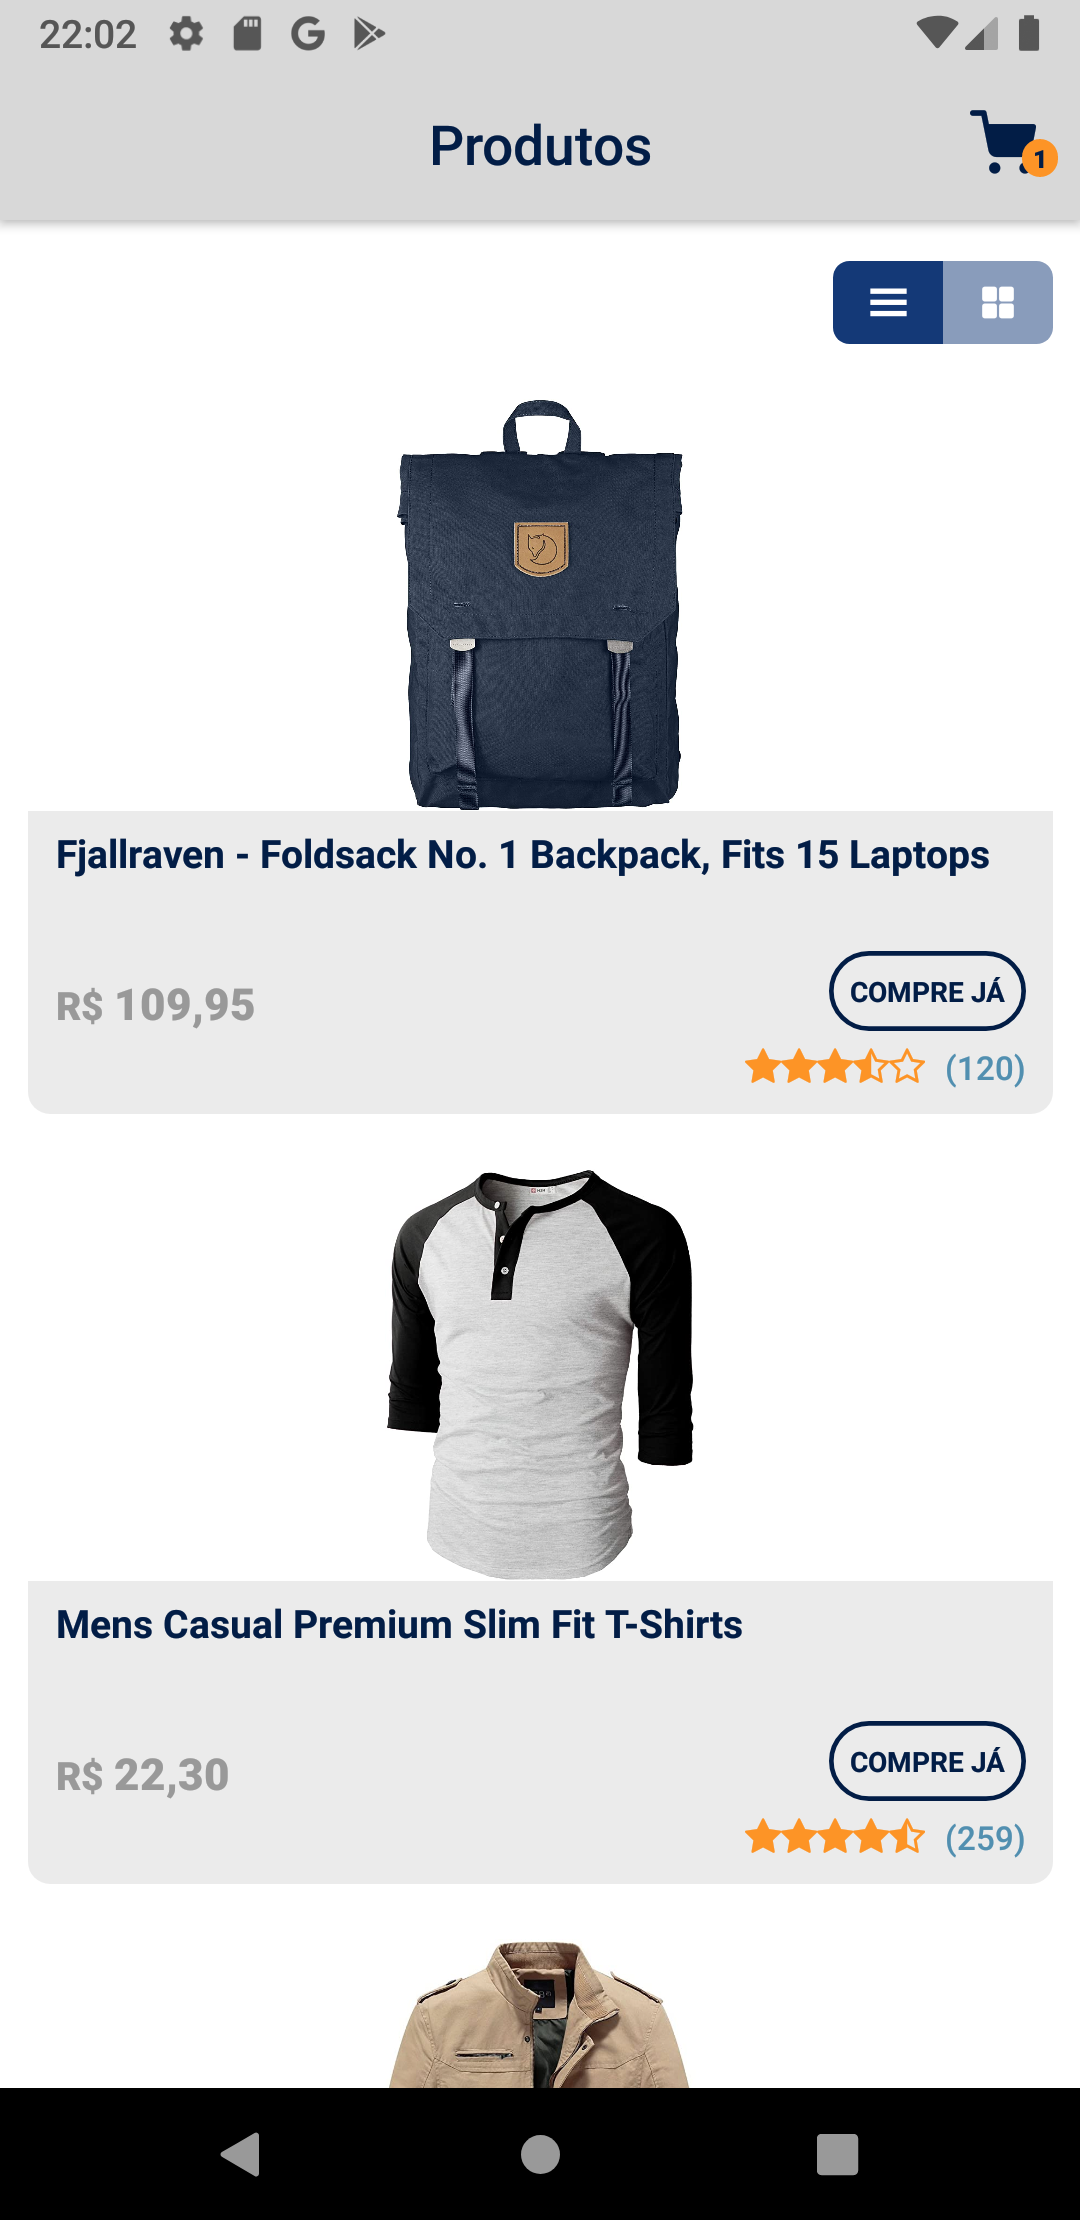 22:02
Produtos
1
Fjallraven - Foldsack No. 1 Backpack, Fits 15 Laptops
R$ 109,95
COMPRE JÁ
(120)
Mens Casual Premium Slim Fit T-Shirts
R$ 22,30
COMPRE JÁ
(259)